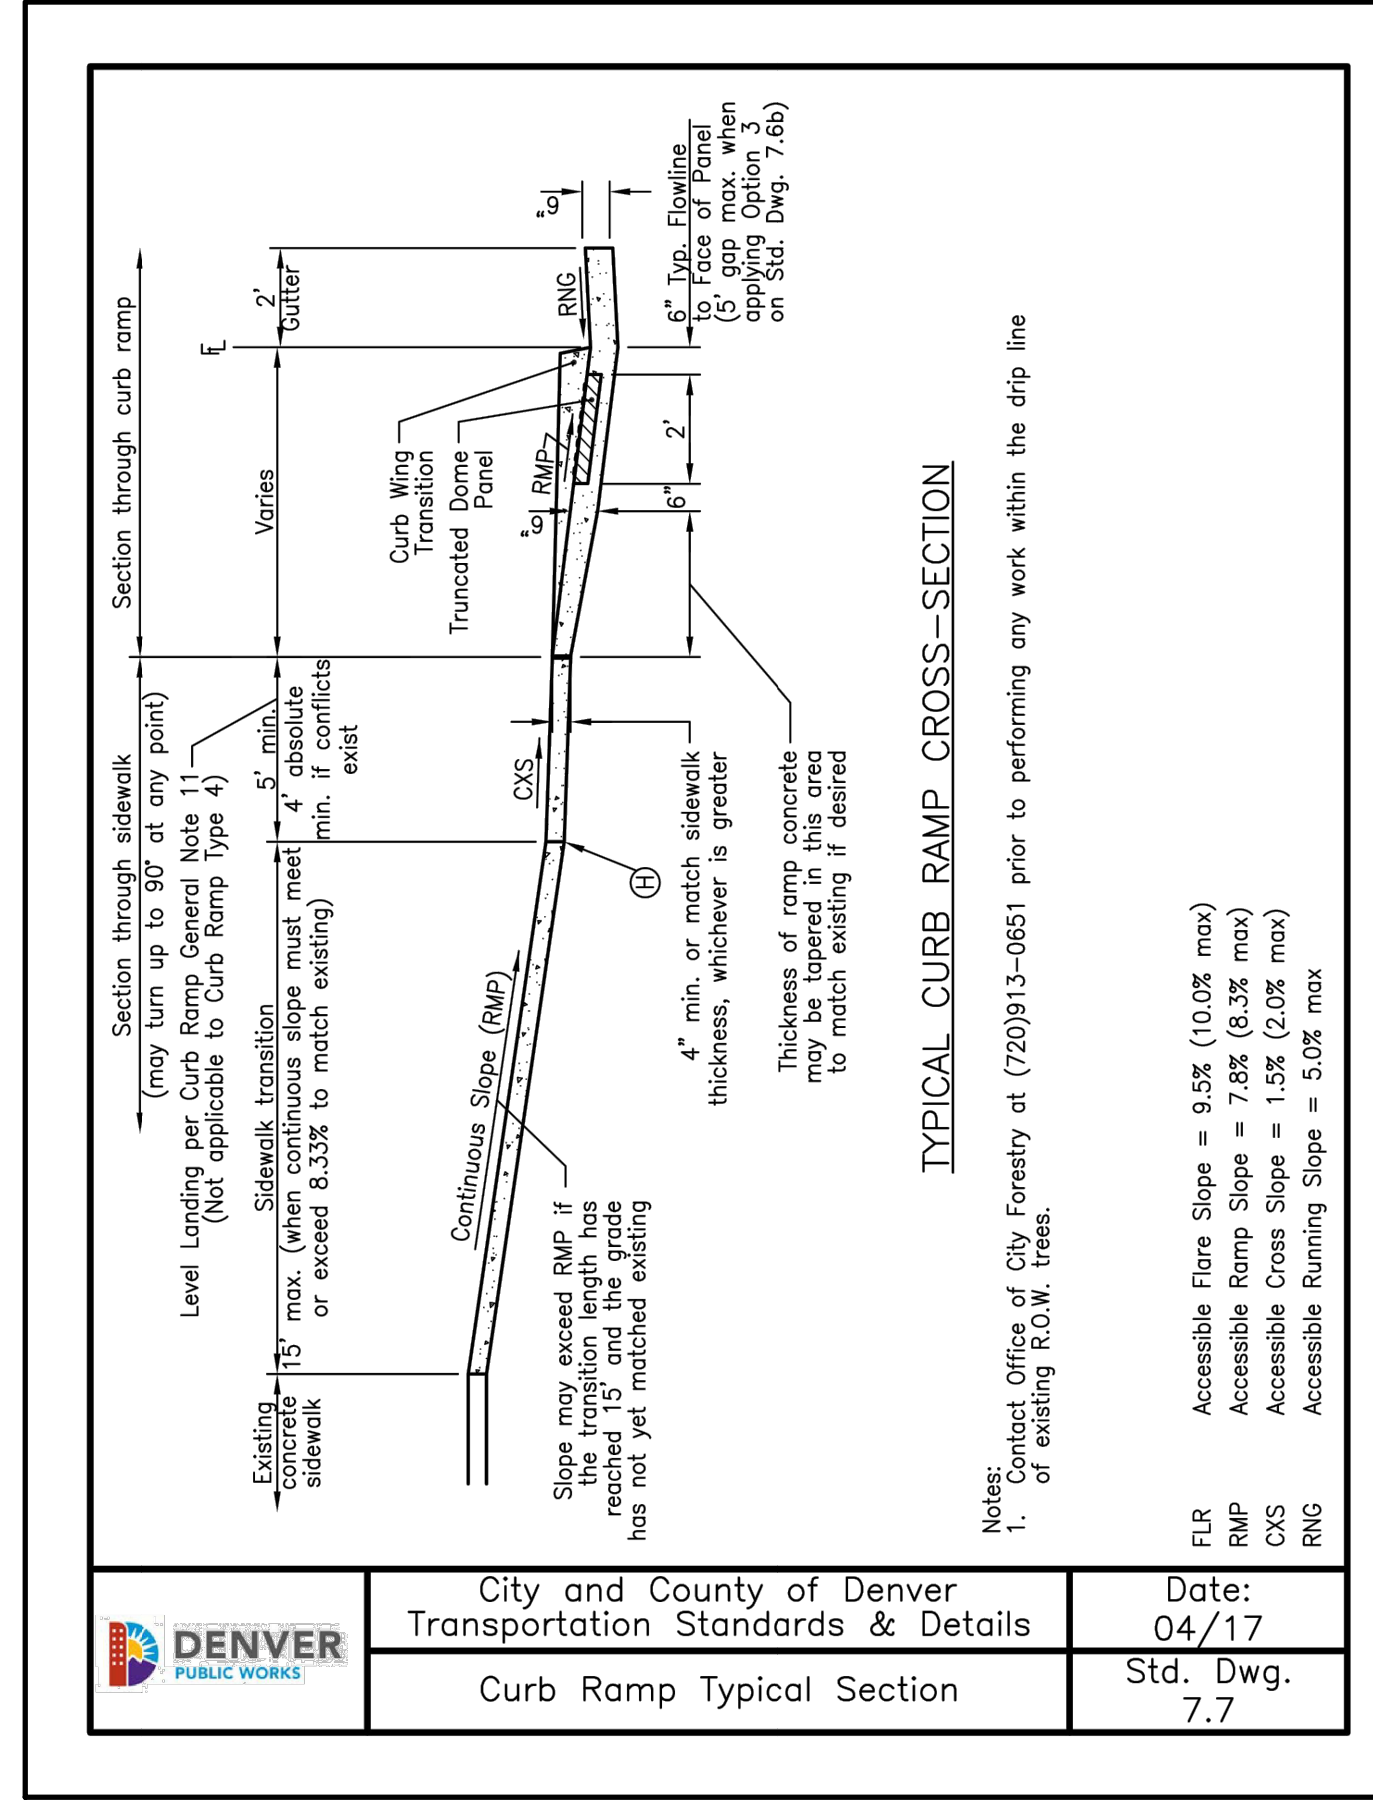 Section through sidewalk
(may turn up to 90° at any point)
Section through curb ramp
Level Landing per Curb Ramp General Note 11
(Not applicable to Curb Ramp Type 4)
Existing
concrete
sidewalk
Sidewalk transition
15' max. (when continuous slope must meet
or exceed 8.33% to match existing)
5' min.
4' absolute
min. if conflicts
exist
Varies
FL
2'
Gutter
Curb Wing
Transition
Truncated Dome
Panel
Continuous Slope (RMP)
CXS
6"
RMP
RNG
6"
H
Slope may exceed RMP if
the transition length has
reached 15' and the grade
has not yet matched existing
4" min. or match sidewalk
thickness, whichever is greater
Thickness of ramp concrete
may be tapered in this area
to match existing if desired
6"
2'
6" Typ. Flowline
to Face of Panel
(5' gap max. when
applying Option 3
on Std. Dwg. 7.6b)
TYPICAL CURB RAMP CROSS-SECTION
Notes:
1. Contact Office of City Forestry at (720)913-0651 prior to performing any work within the drip line
of existing R.O.W. trees.
FLR Accessible Flare Slope = 9.5% (10.0% max)
RMP Accessible Ramp Slope = 7.8% (8.3% max)
CXS Accessible Cross Slope = 1.5% (2.0% max)
RNG Accessible Running Slope = 5.0% max
DENVER
PUBLIC WORKS
City and County of Denver
Transportation Standards & Details
Curb Ramp Typical Section
Date:
04/17
Std. Dwg.
7.7